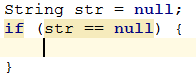 String str = null;
if (str == null) {
}